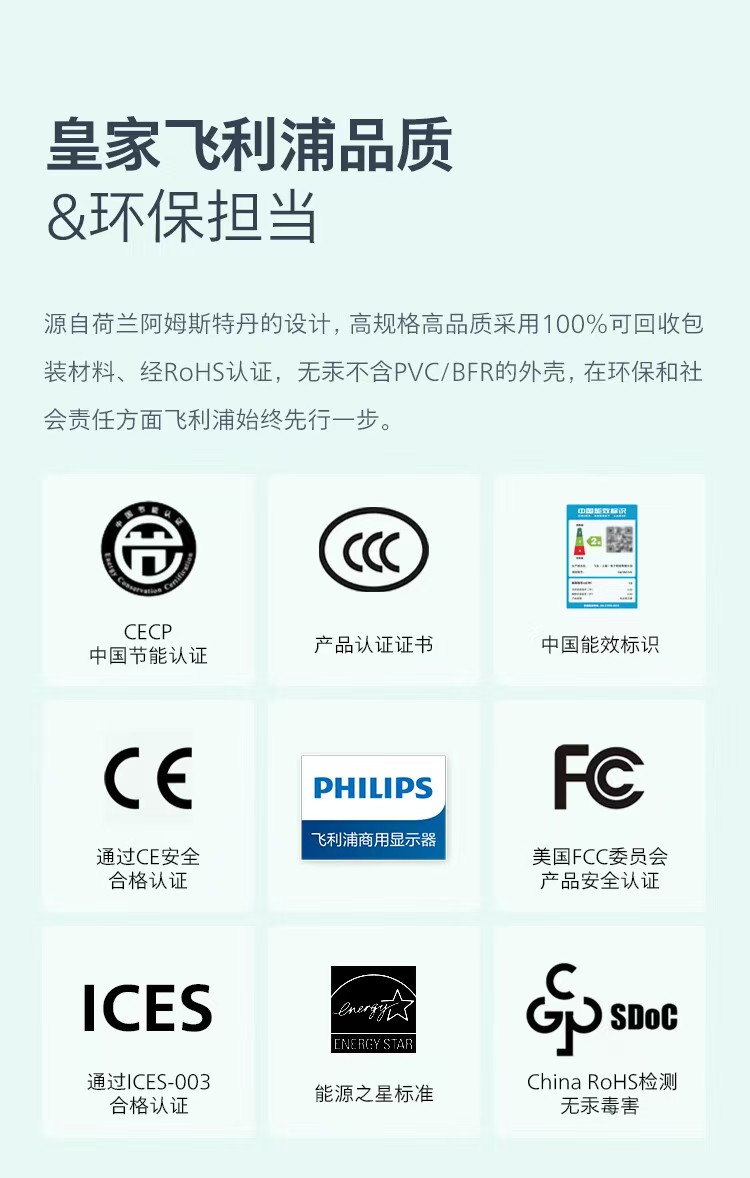 皇家飞利浦品质
&环保担当
源自荷兰阿姆斯特丹的设计, 高规格高品质采用100%可回收包
装材料、经RoHS认证，无汞不含PVC/BFR的外壳, 在环保和社
会责任方面飞利浦始终先行一步。
中国节能认证
Energy Conservation Certification
CECP
中国节能认证
CCC
产品认证证书
中国能效标识
CHINA ENERGY LABEL
2
中国能效标识
CE
通过CE安全
合格认证
PHILIPS
飞利浦商用显示器
FC
美国FCC委员会
产品安全认证
ICES
通过ICES-003
合格认证
energy
ENERGY STAR
能源之星标准
CGP SDoC
China RoHS检测
无汞毒害